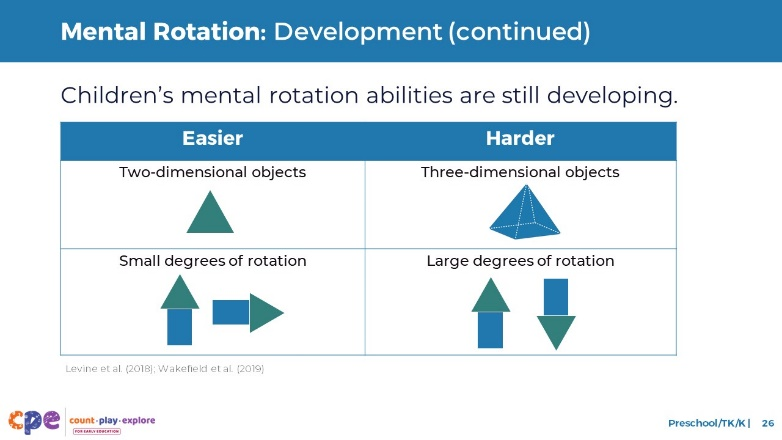 Mental Rotation: Development (continued)
Children’s mental rotation abilities are still developing.
Easier
Harder
Two-dimensional objects
Three-dimensional objects
Small degrees of rotation
Large degrees of rotation
Levine et al. (2018); Wakefield et al. (2019)
cpe
count·play·explore
FOR EARLY EDUCATION
Preschool/TK/K | 26